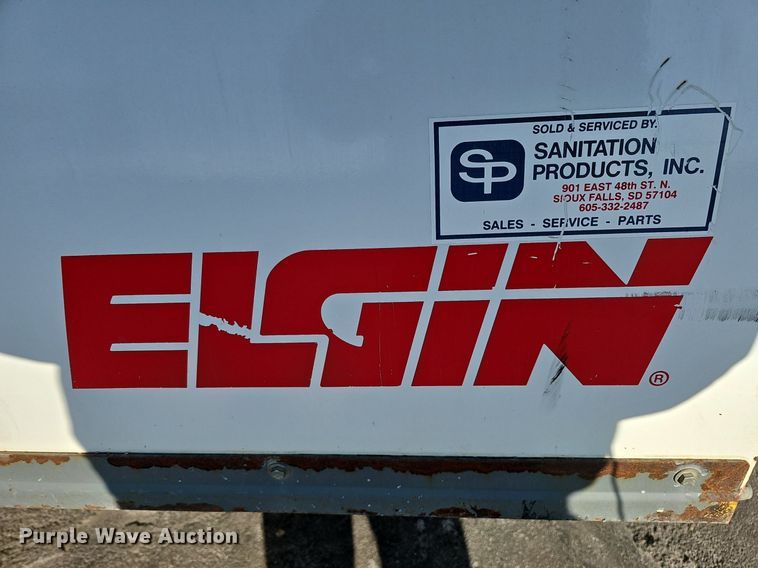 SOLD & SERVICED BY:
SP
SANITATION
PRODUCTS, INC.
901 EAST 48th ST. N.
SIOUX FALLS, SD 57104
605-332-2487
SALES - SERVICE - PARTS
ELGIN ®
Purple Wave Auction